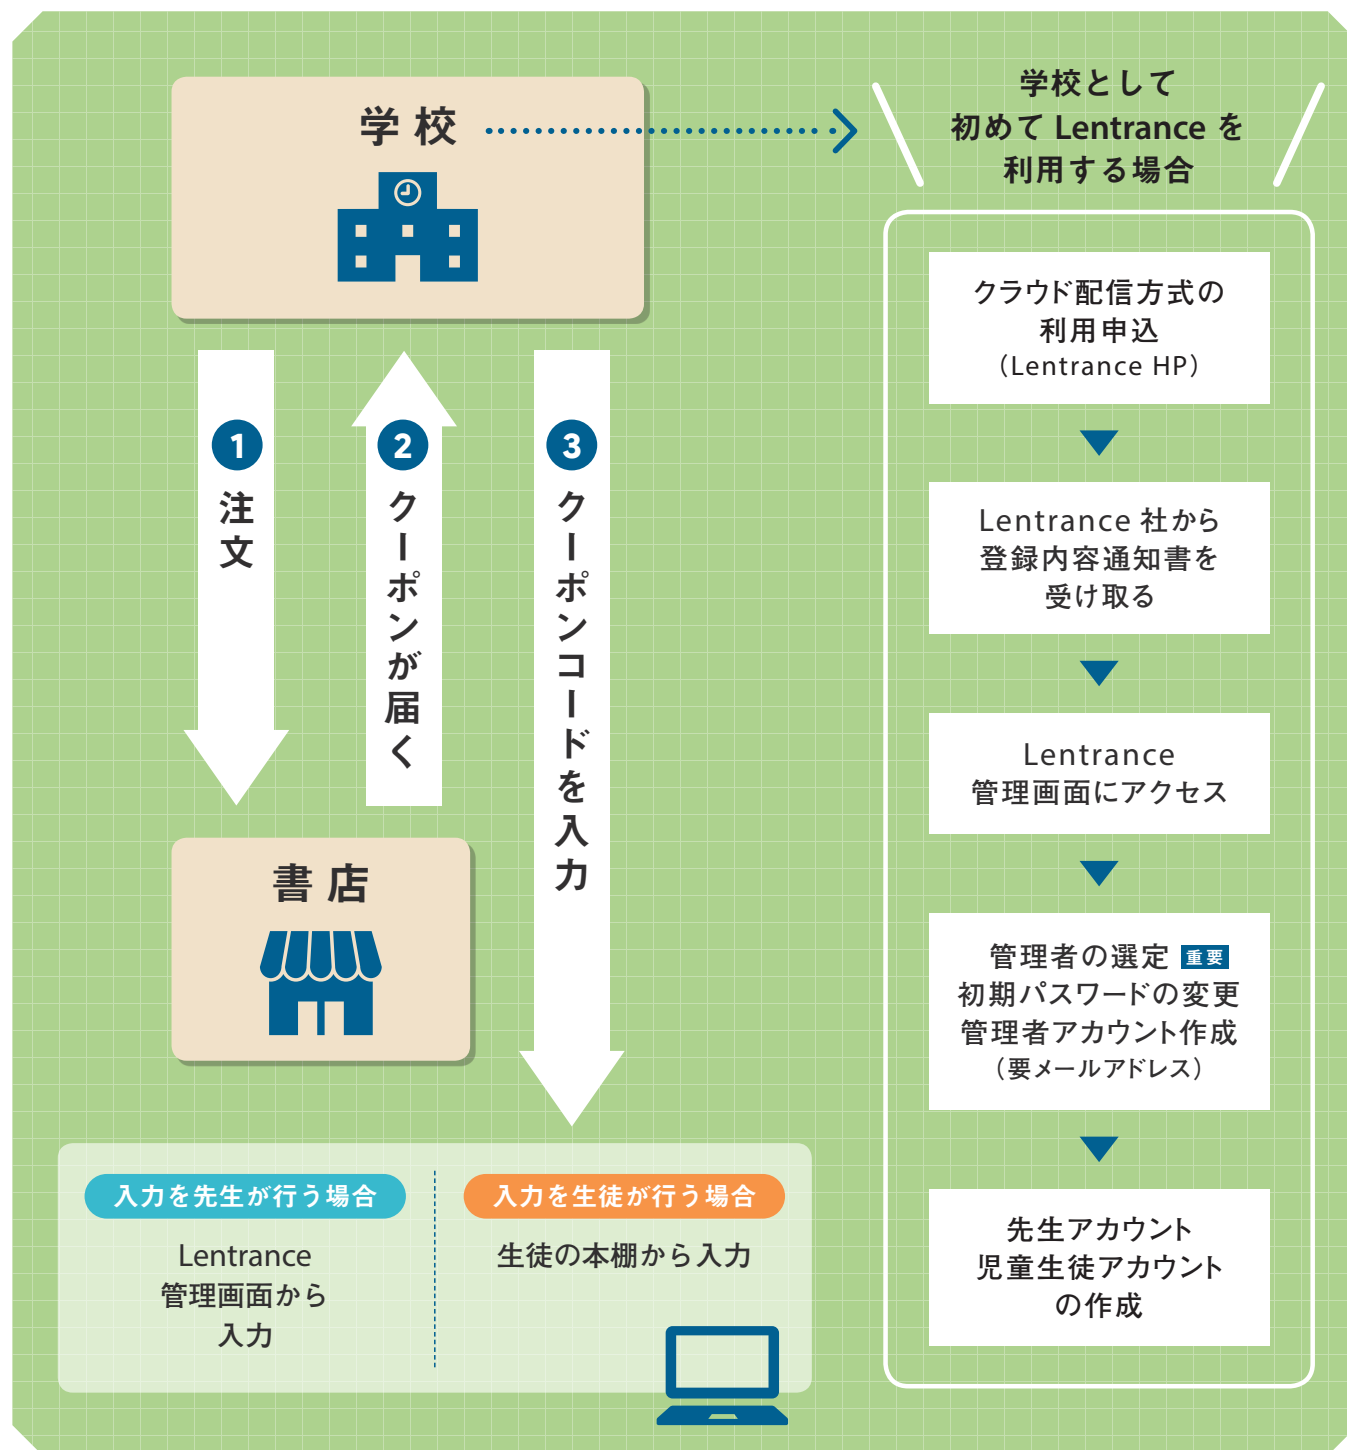 学校
1
注文
2
クーポンが届く
3
クーポンコードを入力
書店
入力を先生が行う場合
Lentrance
管理画面から
入力
入力を生徒が行う場合
生徒の本棚から入力
学校として
初めて Lentrance を
利用する場合
クラウド配信方式の
利用申込
（Lentrance HP）
Lentrance 社から
登録内容通知書を
受け取る
Lentrance
管理画面にアクセス
管理者の選定 重要
初期パスワードの変更
管理者アカウント作成
（要メールアドレス）
先生アカウント
児童生徒アカウント
の作成